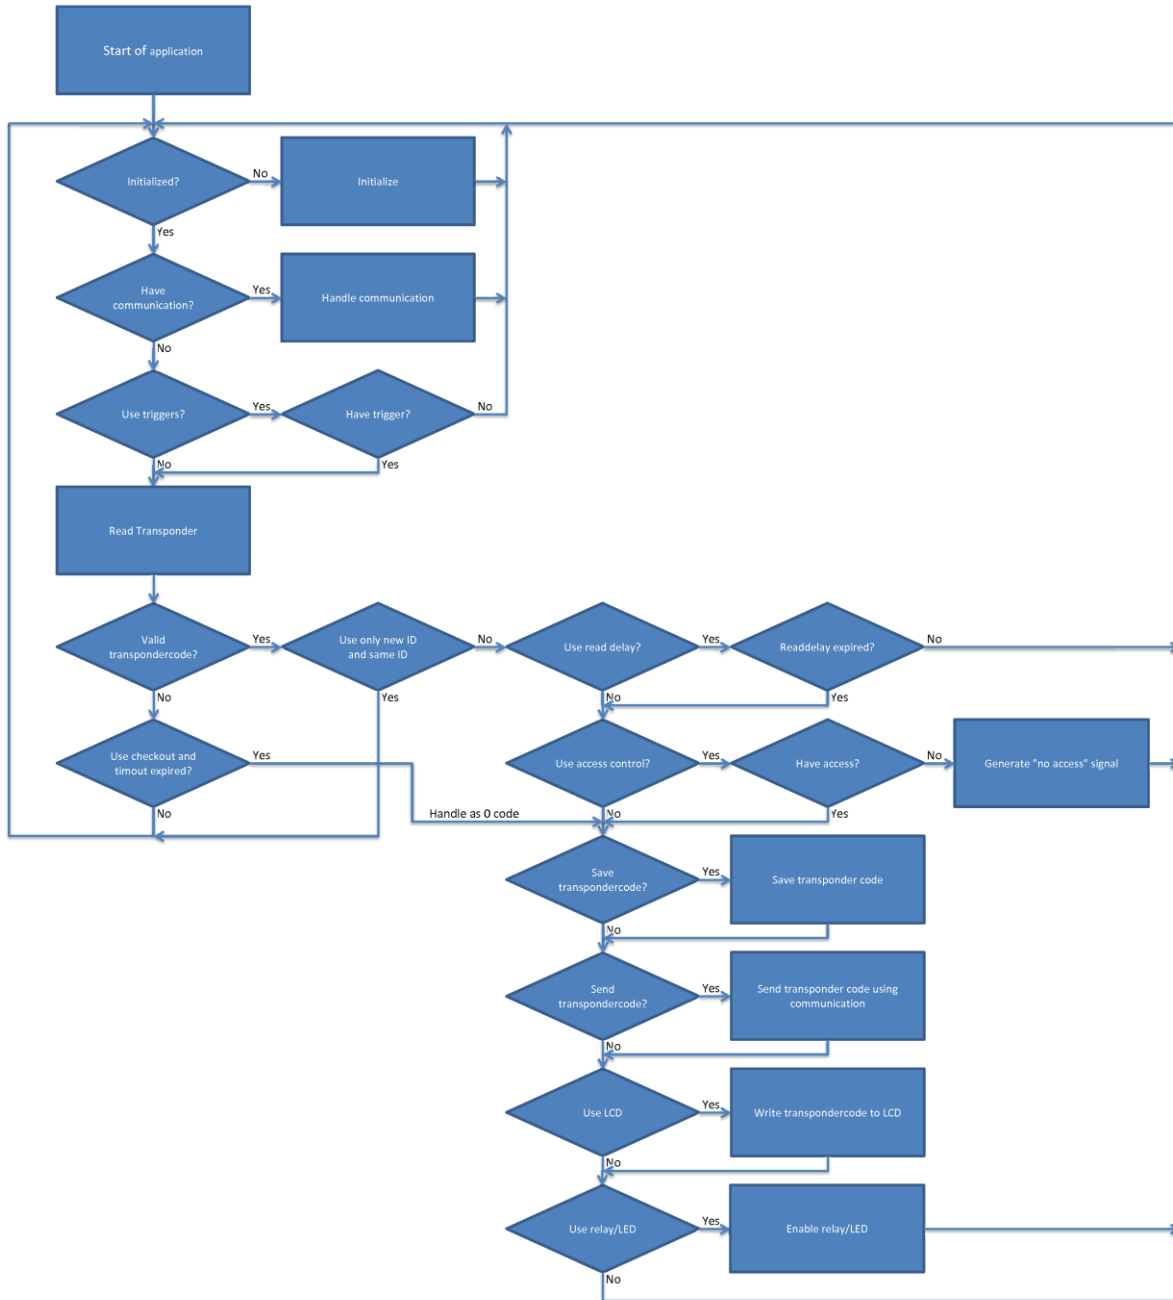 Start of application
Initialized?
No
Initialize
Yes
Have
communication?
Yes
Handle communication
No
Use triggers?
Yes
Have trigger?
No
No
Yes
Read Transponder
Valid
transpondercode?
Yes
Use only new ID
and same ID
No
Use read delay?
Yes
Readdelay expired?
No
No
Yes
No
Yes
Use checkout and
timout expired?
Yes
Use access control?
Yes
Have access?
No
Generate "no access" signal
No
Handle as 0 code
No
Yes
Save
transpondercode?
Yes
Save transponder code
No
Send
transpondercode?
Yes
Send transponder code using
communication
No
Use LCD
Yes
Write transpondercode to LCD
No
Use relay/LED
Yes
Enable relay/LED
No